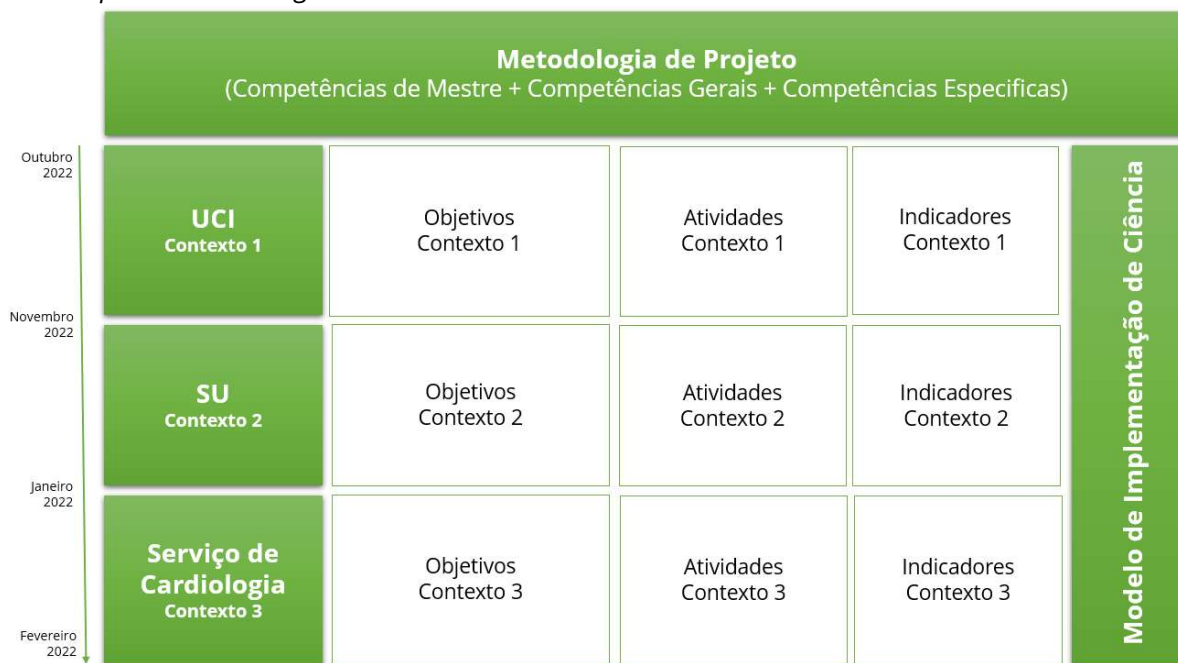 Metodologia de Projeto
(Competências de Mestre + Competências Gerais + Competências Especificas)
Outubro
2022
UCI
Contexto 1
Objetivos
Contexto 1
Atividades
Contexto 1
Indicadores
Contexto 1
Modelo de Implementação de Ciência
Novembro
2022
SU
Contexto 2
Objetivos
Contexto 2
Atividades
Contexto 2
Indicadores
Contexto 2
Janeiro
2022
Serviço de
Cardiologia
Contexto 3
Objetivos
Contexto 3
Atividades
Contexto 3
Indicadores
Contexto 3
Fevereiro
2022